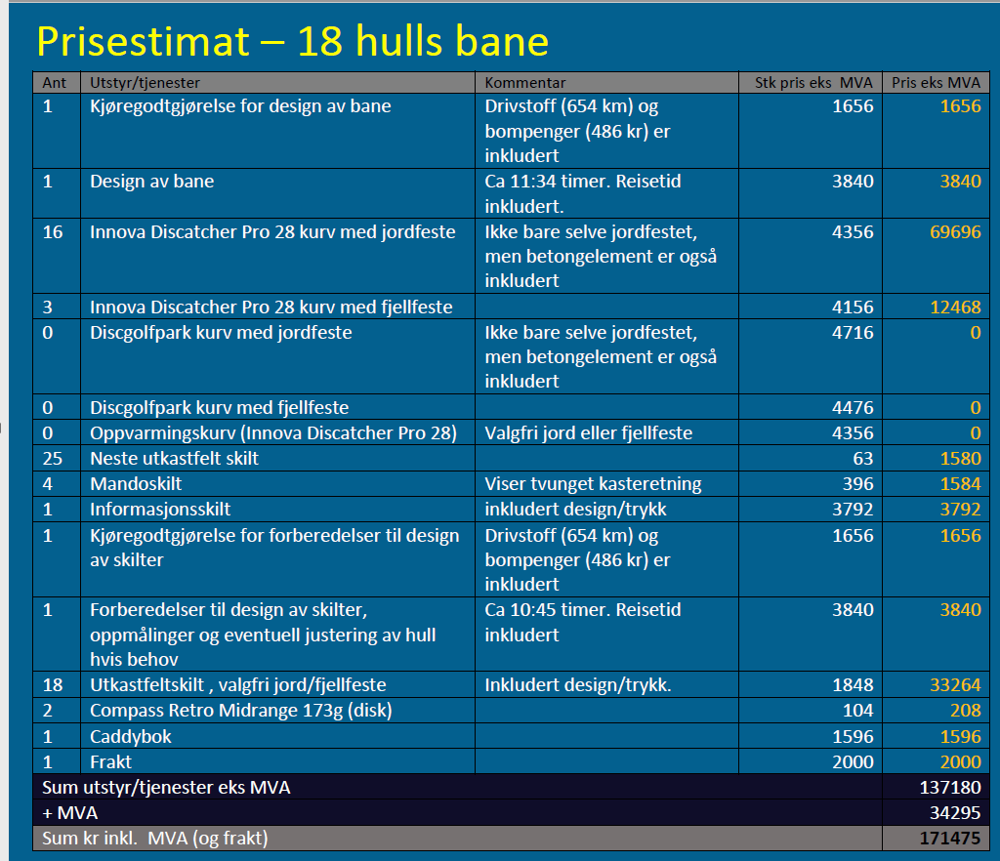 Prisestimat – 18 hulls bane
Ant Utstyr/tjenester Kommentar Stk pris eks MVA Pris eks MVA
1 Kjøregodtgjørelse for design av bane Drivstoff (654 km) og 1656 1656
bompenger (486 kr) er
inkludert
1 Design av bane Ca 11:34 timer. Reisetid 3840 3840
inkludert.
16 Innova Discatcher Pro 28 kurv med jordfeste Ikke bare selve jordfestet, 4356 69696
men betongelement er også
inkludert
3 Innova Discatcher Pro 28 kurv med fjellfeste 4156 12468
0 Discgolfpark kurv med jordfeste Ikke bare selve jordfestet, 4716 0
men betongelement er også
inkludert
0 Discgolfpark kurv med fjellfeste 4476 0
0 Oppvarmingskurv (Innova Discatcher Pro 28) Valgfri jord eller fjellfeste 4356 0
25 Neste utkastfelt skilt 63 1580
4 Mandoskilt Viser tvunget kasteretning 396 1584
1 Informasjonsskilt inkludert design/trykk 3792 3792
1 Kjøregodtgjørelse for forberedelser til design Drivstoff (654 km) og 1656 1656
av skilter bompenger (486 kr) er
inkludert
1 Forberedelser til design av skilter, Ca 10:45 timer. Reisetid 3840 3840
oppmålinger og eventuell justering av hull inkludert
hvis behov
18 Utkastfeltskilt , valgfri jord/fjellfeste Inkludert design/trykk. 1848 33264
2 Compass Retro Midrange 173g (disk) 104 208
1 Caddybok 1596 1596
1 Frakt 2000 2000
Sum utstyr/tjenester eks MVA 137180
+ MVA 34295
Sum kr inkl. MVA (og frakt) 171475